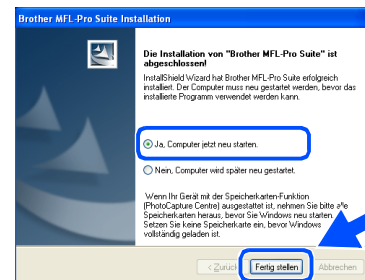 Brother MFL-Pro Suite Installation
Die Installation von "Brother MFL-Pro Suite" ist
abgeschlossen!
InstallShield Wizard hat Brother MFL-Pro Suite erfolgreich
installiert. Der Computer muss neu gestartet werden, bevor das
installierte Programm verwendet werden kann.
Ja, Computer jetzt neu starten.
Nein, Computer wird später neu gestartet.
Wenn Ihr Gerät mit der Speicherkarten-Funktion
(PhotoCapture Centre) ausgestattet ist, nehmen Sie bitte alle
Speicherkarten heraus, bevor Sie Windows neu starten.
Setzen Sie keine Speicherkarte ein, bevor Windows
vollständig geladen ist.
< Zurück Fertig stellen Abbrechen